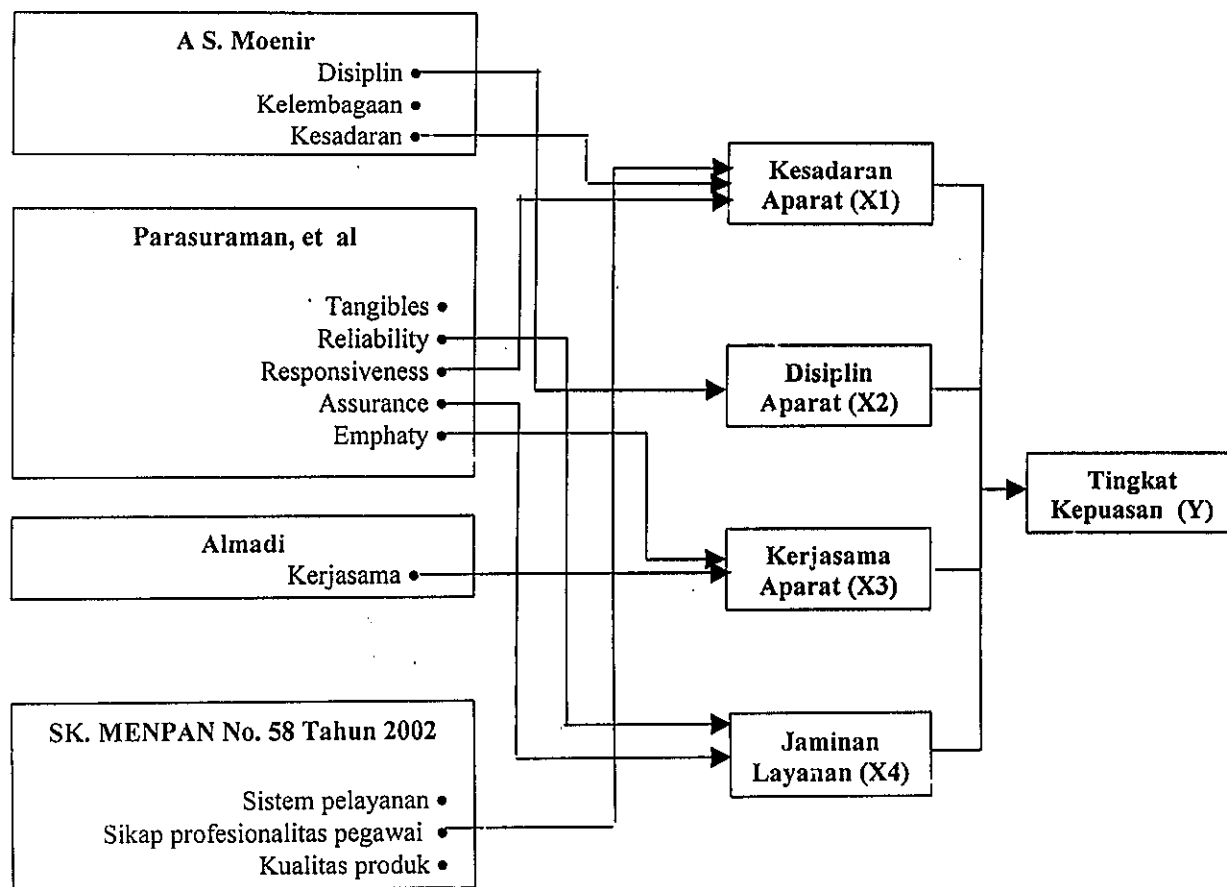 A S. Moenir
Disiplin •
Kelembagaan •
Kesadaran •
Parasuraman, et al
Tangibles •
Reliability •
Responsiveness •
Assurance •
Emphaty •
Almadi
Kerjasama •
SK. MENPAN No. 58 Tahun 2002
Sistem pelayanan •
Sikap profesionalitas pegawai •
Kualitas produk •
Kesadaran
Aparat (X1)
Disiplin
Aparat (X2)
Kerjasama
Aparat (X3)
Jaminan
Layanan (X4)
Tingkat
Kepuasan (Y)